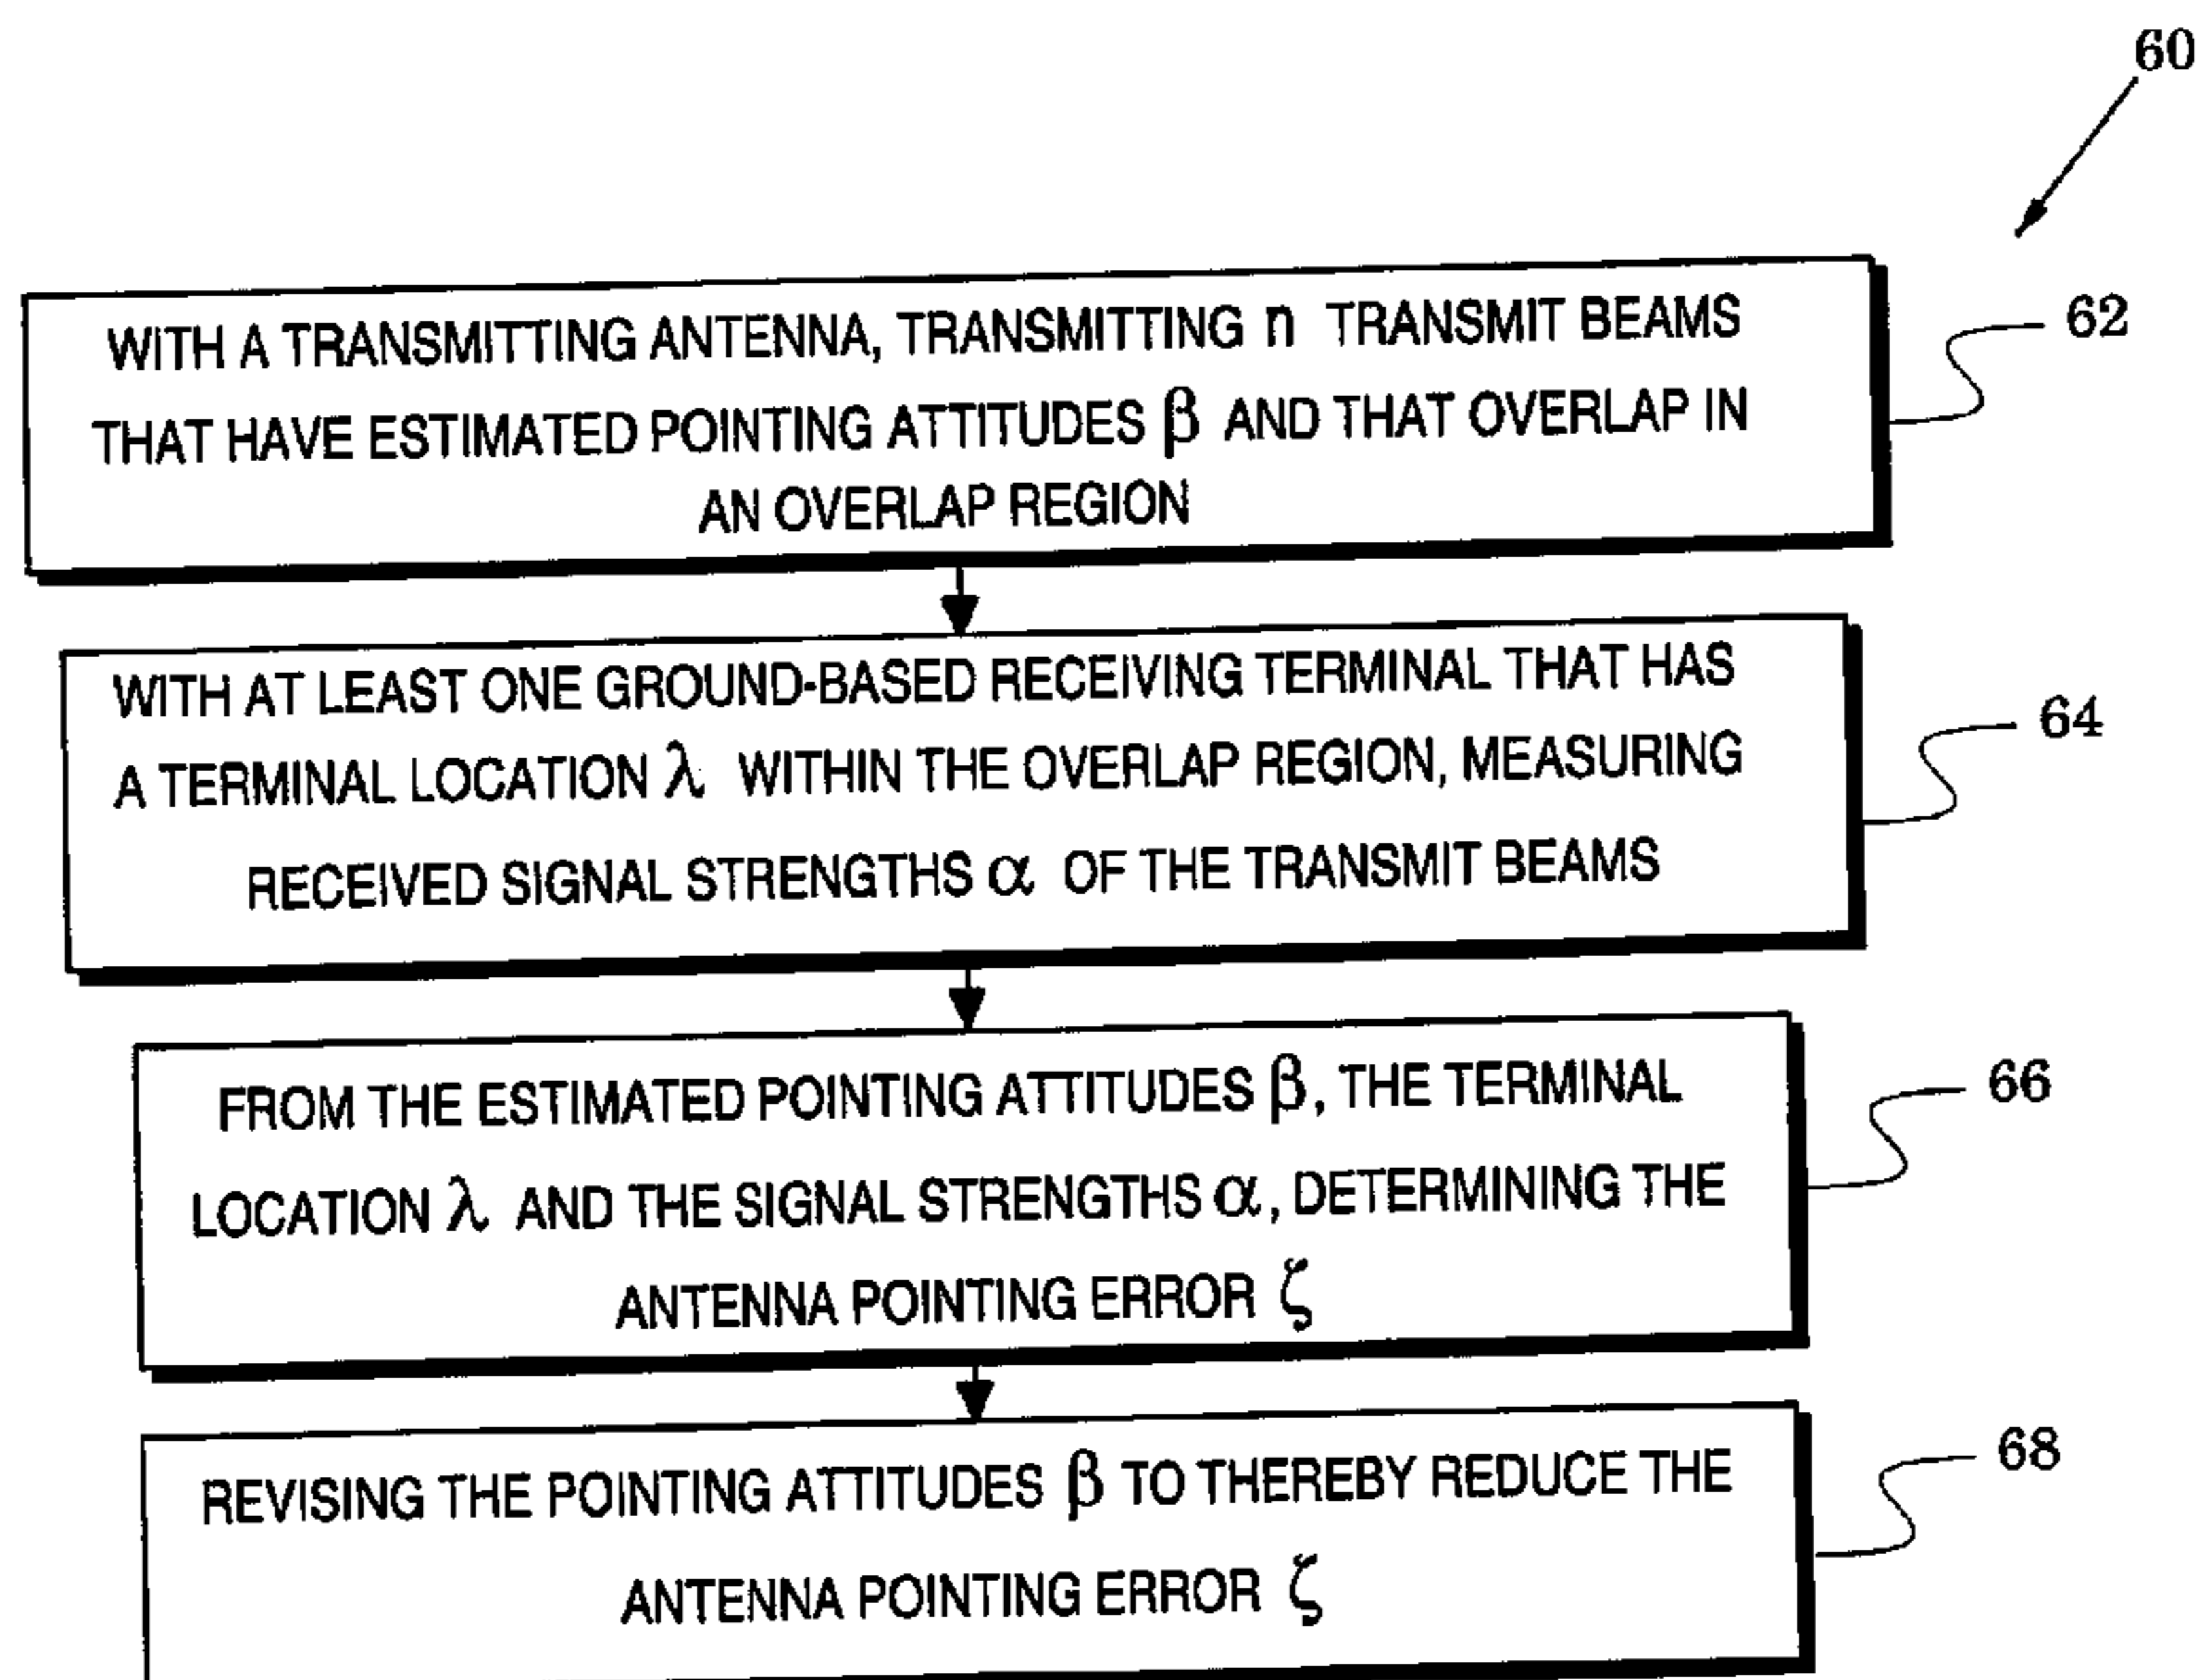 60
WITH A TRANSMITTING ANTENNA, TRANSMITTING n TRANSMIT BEAMS
THAT HAVE ESTIMATED POINTING ATTITUDES β AND THAT OVERLAP IN
AN OVERLAP REGION
62
WITH AT LEAST ONE GROUND-BASED RECEIVING TERMINAL THAT HAS
A TERMINAL LOCATION λ WITHIN THE OVERLAP REGION, MEASURING
RECEIVED SIGNAL STRENGTHS α OF THE TRANSMIT BEAMS
64
FROM THE ESTIMATED POINTING ATTITUDES β, THE TERMINAL
LOCATION λ AND THE SIGNAL STRENGTHS α, DETERMINING THE
ANTENNA POINTING ERROR ζ
66
REVISING THE POINTING ATTITUDES β TO THEREBY REDUCE THE
ANTENNA POINTING ERROR ζ
68